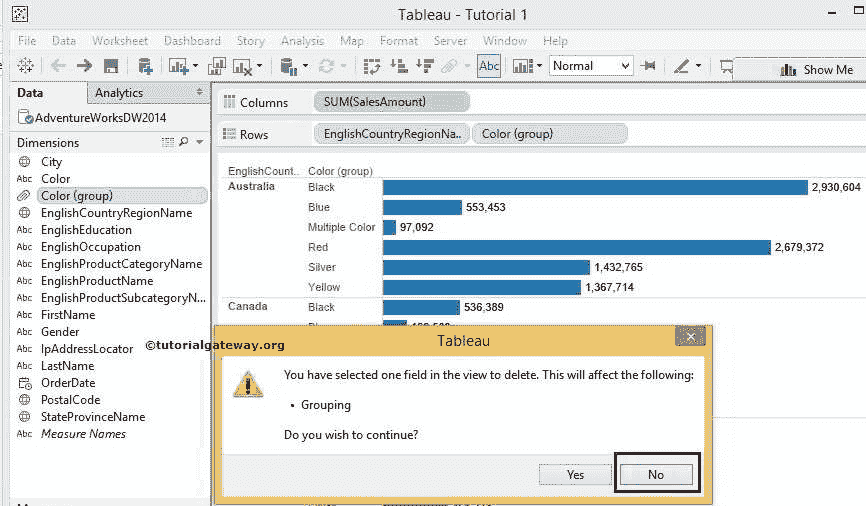 Tableau - Tutorial 1
File Data Worksheet Dashboard Story Analysis Map Format Server Window Help
Abc Normal Show Me
Data Analytics
AdventureWorksDW2014
Dimensions
City
Abc Color
Color (group)
EnglishCountryRegionName
Abc EnglishEducation
Abc EnglishOccupation
Abc EnglishProductCategoryName
Abc EnglishProductName
Abc EnglishProductSubcategoryN...
Abc FirstName
Abc Gender
Abc IpAddressLocator
Abc LastName
OrderDate
PostalCode
StateProvinceName
Abc Measure Names
©tutorialgateway.org
Columns SUM(SalesAmount)
Rows EnglishCountryRegionNa.. Color (group)
EnglishCount.. Color (group)
Australia Black 2,930,604
Blue 553,453
Multiple Color 97,092
Red 2,679,372
Silver 1,432,765
Yellow 1,367,714
Canada Black 536,389
Tableau
You have selected one field in the view to delete. This will affect the following:
• Grouping
Do you wish to continue?
Yes No